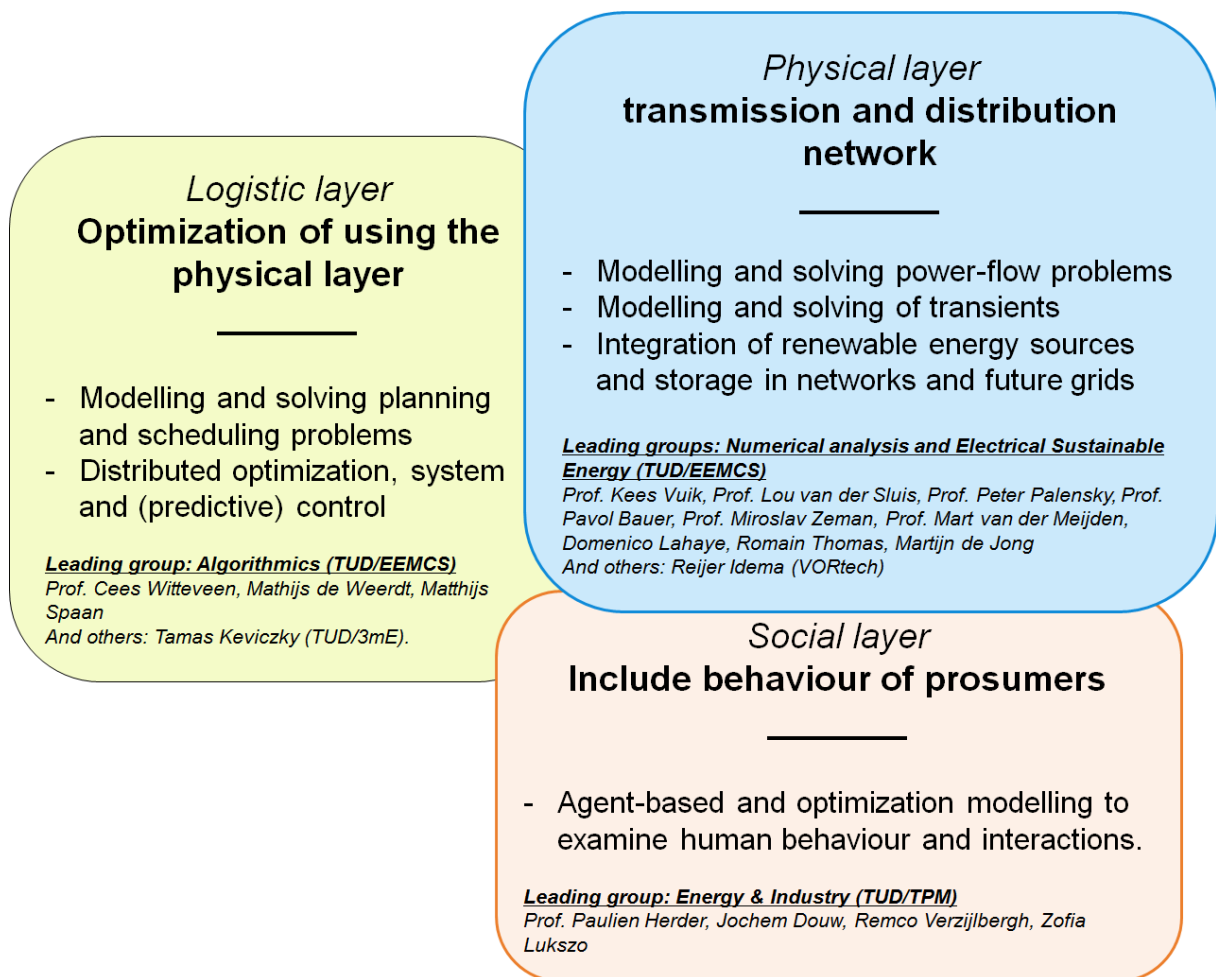 Logistic layer
Optimization of using the
physical layer
- Modelling and solving planning
and scheduling problems
- Distributed optimization, system
and (predictive) control
Leading group: Algorithmics (TUD/EEMCS)
Prof. Cees Witteveen, Mathijs de Weerdt, Matthijs
Spaan
And others: Tamas Keviczky (TUD/3mE).
Physical layer
transmission and distribution
network
- Modelling and solving power-flow problems
- Modelling and solving of transients
- Integration of renewable energy sources
and storage in networks and future grids
Leading groups: Numerical analysis and Electrical Sustainable
Energy (TUD/EEMCS)
Prof. Kees Vuik, Prof. Lou van der Sluis, Prof. Peter Palensky, Prof.
Pavol Bauer, Prof. Miroslav Zeman, Prof. Mart van der Meijden,
Domenico Lahaye, Romain Thomas, Martijn de Jong
And others: Reijer Idema (VORtech)
Social layer
Include behaviour of prosumers
- Agent-based and optimization modelling to
examine human behaviour and interactions.
Leading group: Energy & Industry (TUD/TPM)
Prof. Paulien Herder, Jochem Douw, Remco Verzijlbergh, Zofia
Lukszo